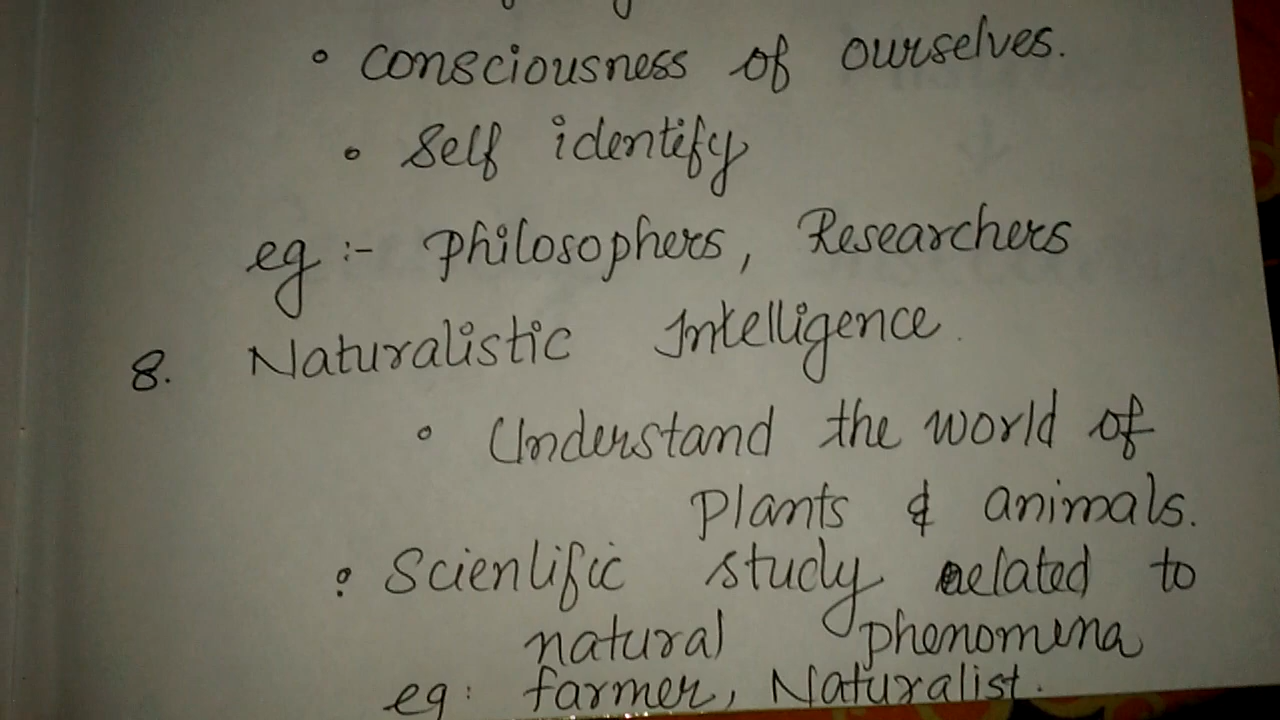 • consciousness of ourselves.
• Self identify
eg :- Philosophers, Researchers
8. Naturalistic Intelligence.
• Understand the world of
plants & animals.
• Scientific study related to
natural phenomena
eg: farmer, Naturalist.